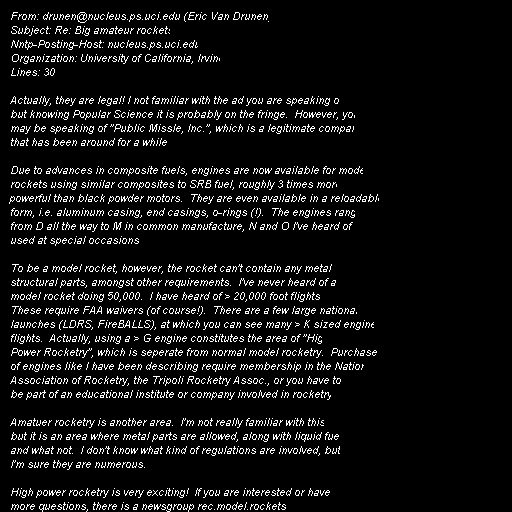 From: drunen@nucleus.ps.uci.edu (Eric Van Drunen
Subject: Re: Big amateur rockets
Nntp-Posting-Host: nucleus.ps.uci.edu
Organization: University of California, Irvin
Lines: 30

Actually, they are legal! I not familiar with the ad you are speaking o
but knowing Popular Science it is probably on the fringe.  However, you
may be speaking of "Public Missle, Inc.", which is a legitimate compan
that has been around for a while

Due to advances in composite fuels, engines are now available for mode
rockets using similar composites to SRB fuel, roughly 3 times mor
powerful than black powder motors.  They are even available in a reloadable
form, i.e. aluminum casing, end casings, o-rings (!).  The engines rang
from D all the way to M in common manufacture, N and O I've heard of
used at special occasions

To be a model rocket, however, the rocket can't contain any metal
structural parts, amongst other requirements.  I've never heard of a
model rocket doing 50,000.  I have heard of > 20,000 foot flights
These require FAA waivers (of course!).  There are a few large national
launches (LDRS, FireBALLS), at which you can see many > K sized engine
flights.  Actually, using a > G engine constitutes the area of "Hig
Power Rocketry", which is seperate from normal model rocketry.  Purchase
of engines like I have been describing require membership in the Nation
Association of Rocketry, the Tripoli Rocketry Assoc., or you have to
be part of an educational institute or company involved in rocketry

Amatuer rocketry is another area.  I'm not really familiar with this
but it is an area where metal parts are allowed, along with liquid fue
and what not.  I don't know what kind of regulations are involved, but
I'm sure they are numerous.

High power rocketry is very exciting!  If you are interested or have
more questions, there is a newsgroup rec.model.rockets